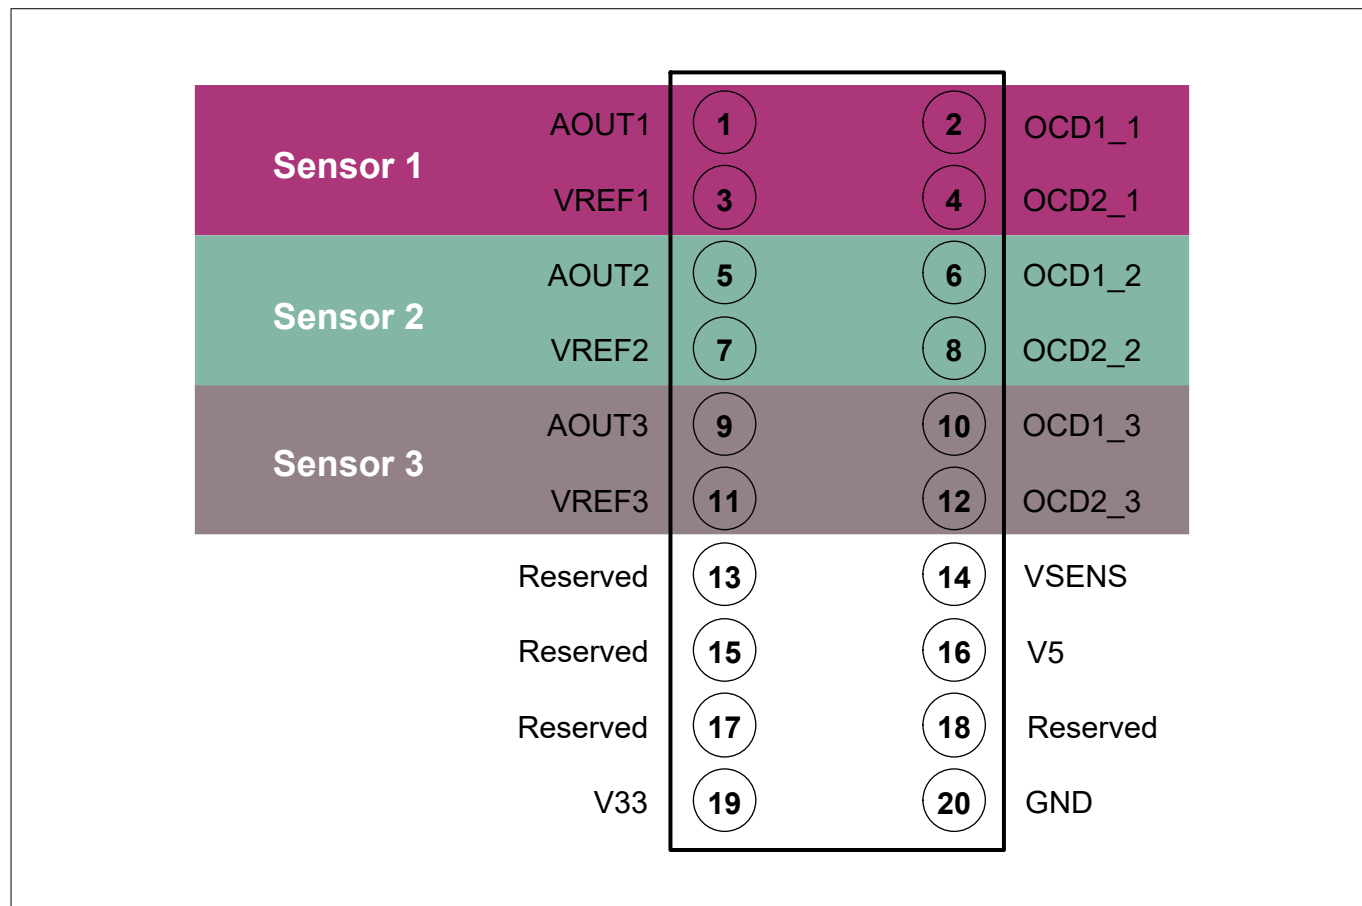 AOUT1 1 2 OCD1_1
Sensor 1
VREF1 3 4 OCD2_1
AOUT2 5 6 OCD1_2
Sensor 2
VREF2 7 8 OCD2_2
AOUT3 9 10 OCD1_3
Sensor 3
VREF3 11 12 OCD2_3
Reserved 13 14 VSENS
Reserved 15 16 V5
Reserved 17 18 Reserved
V33 19 20 GND